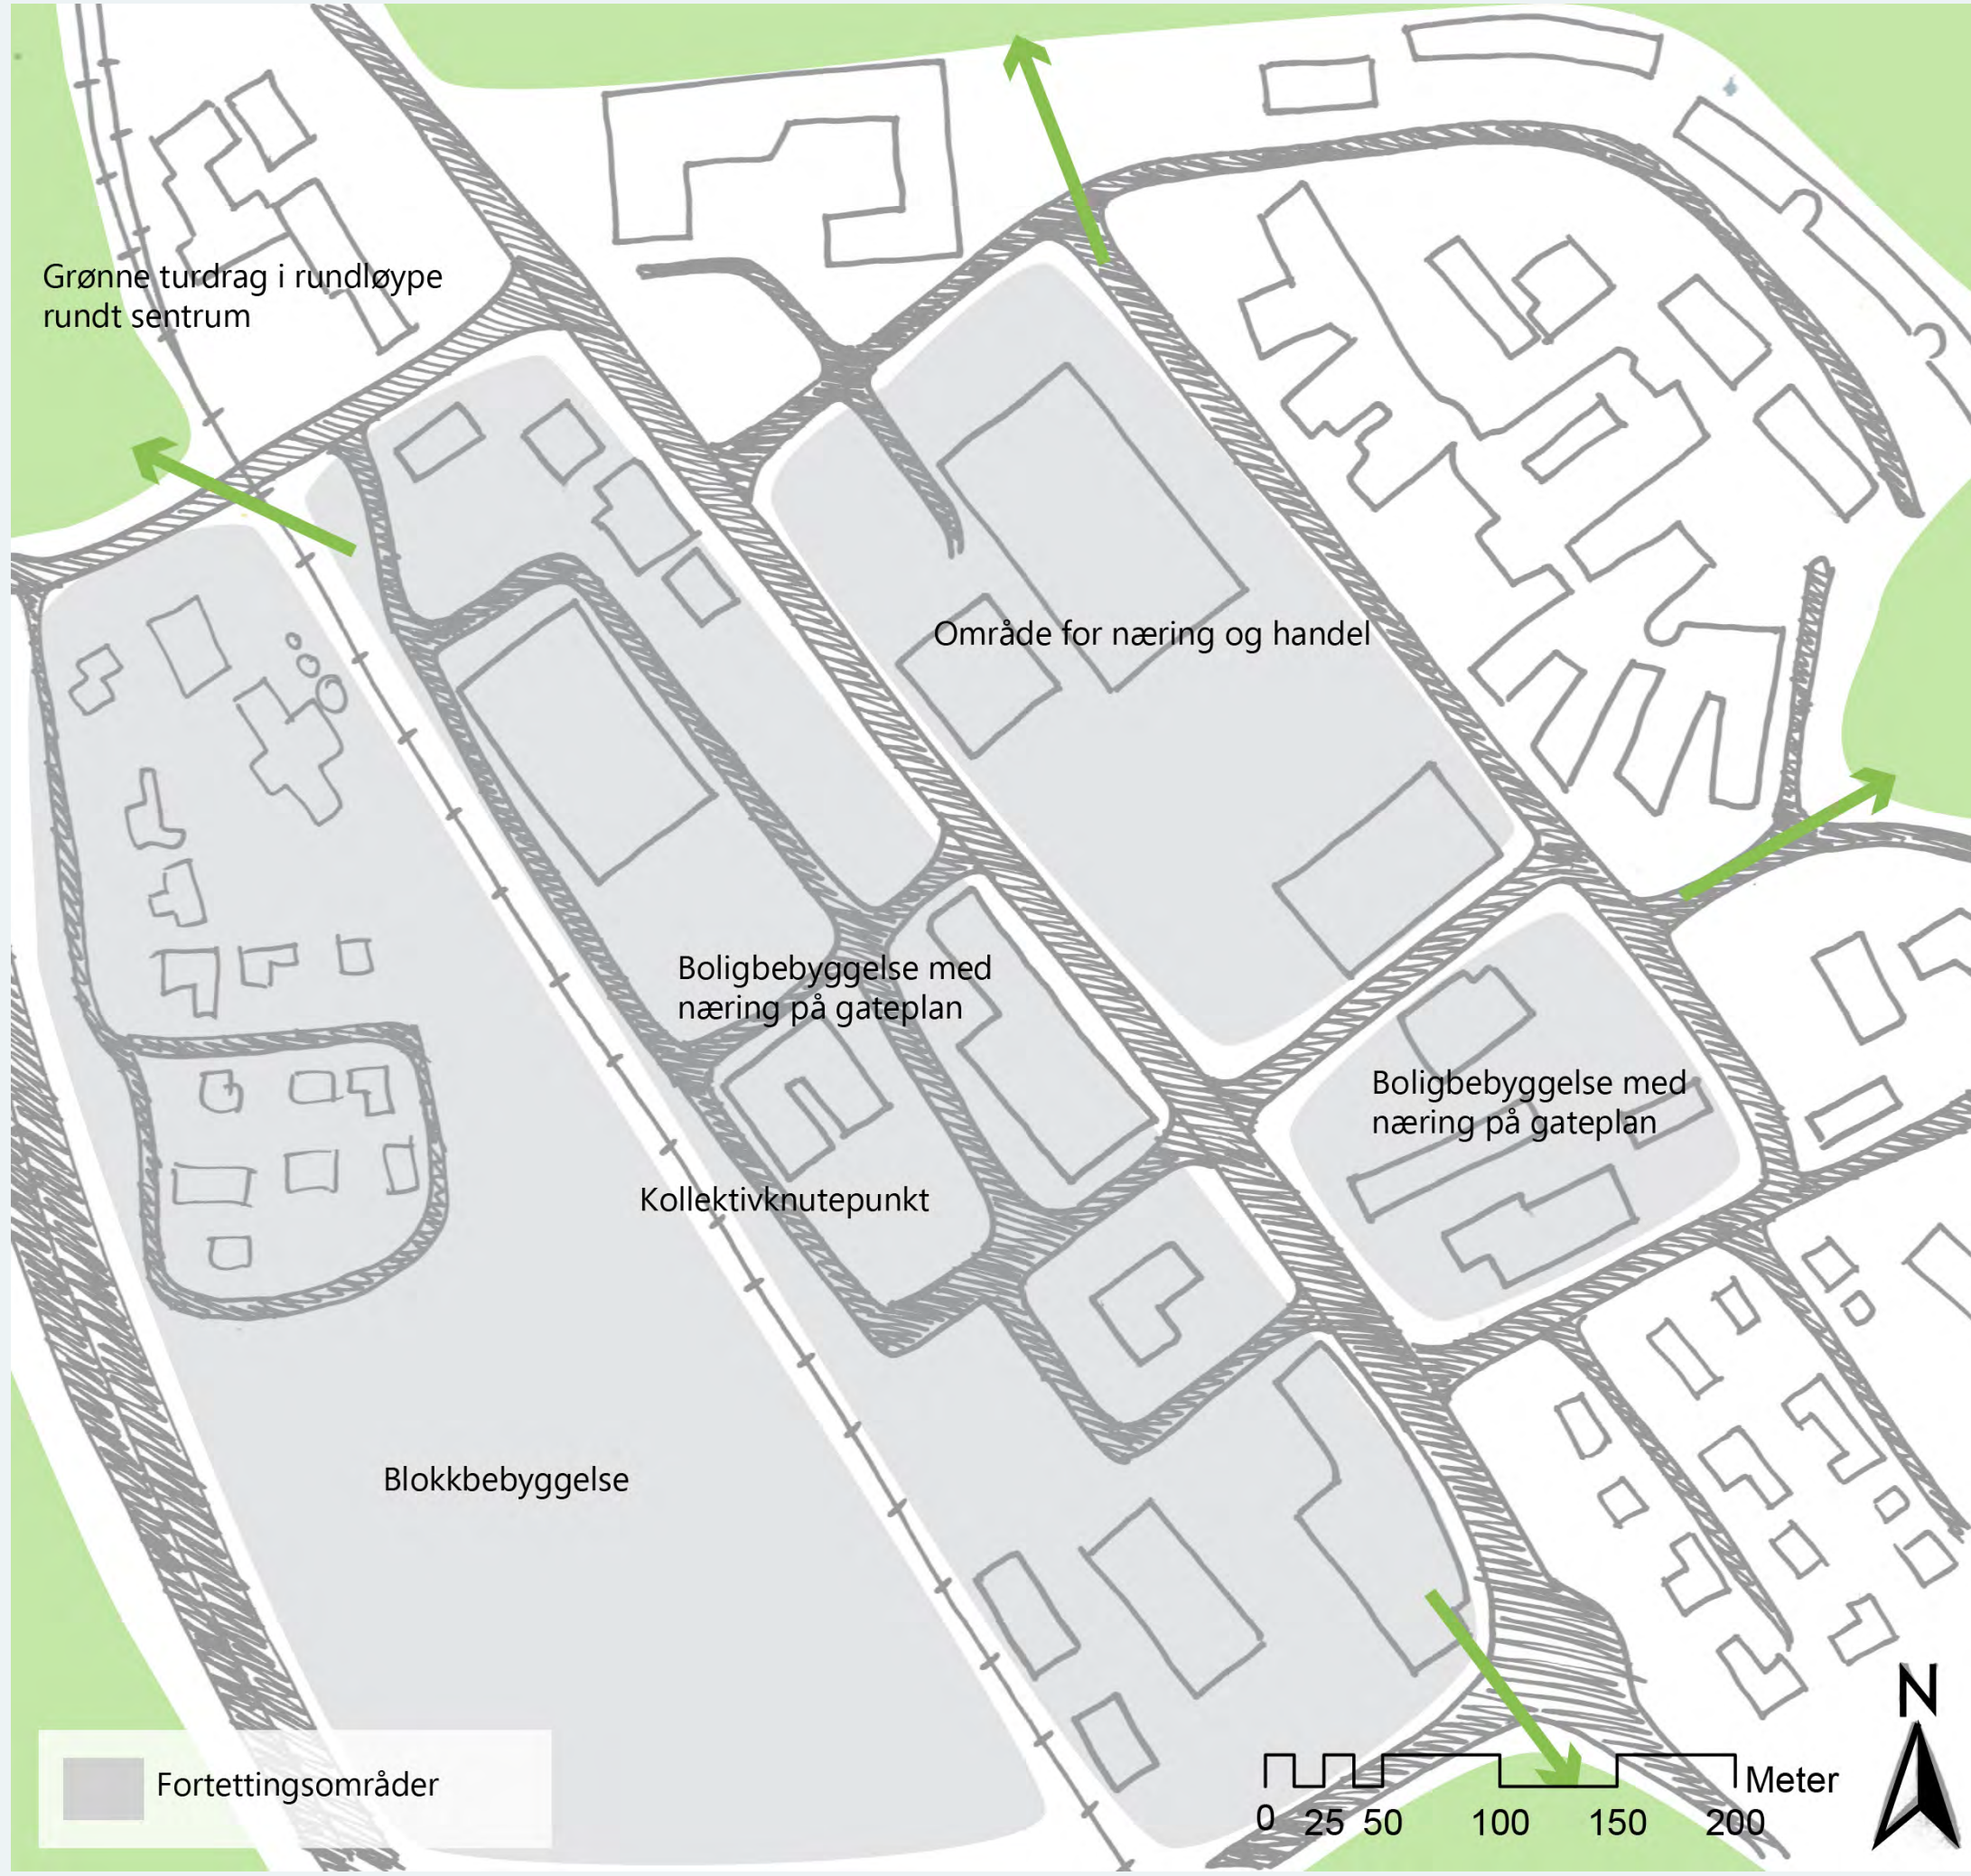 Grønne turdrag i rundløype
rundt sentrum
Område for næring og handel
Boligbebyggelse med
næring på gateplan
Boligbebyggelse med
næring på gateplan
Kollektivknutepunkt
Blokkbebyggelse
Fortettingsområder
N
Meter
0 25 50 100 150 200